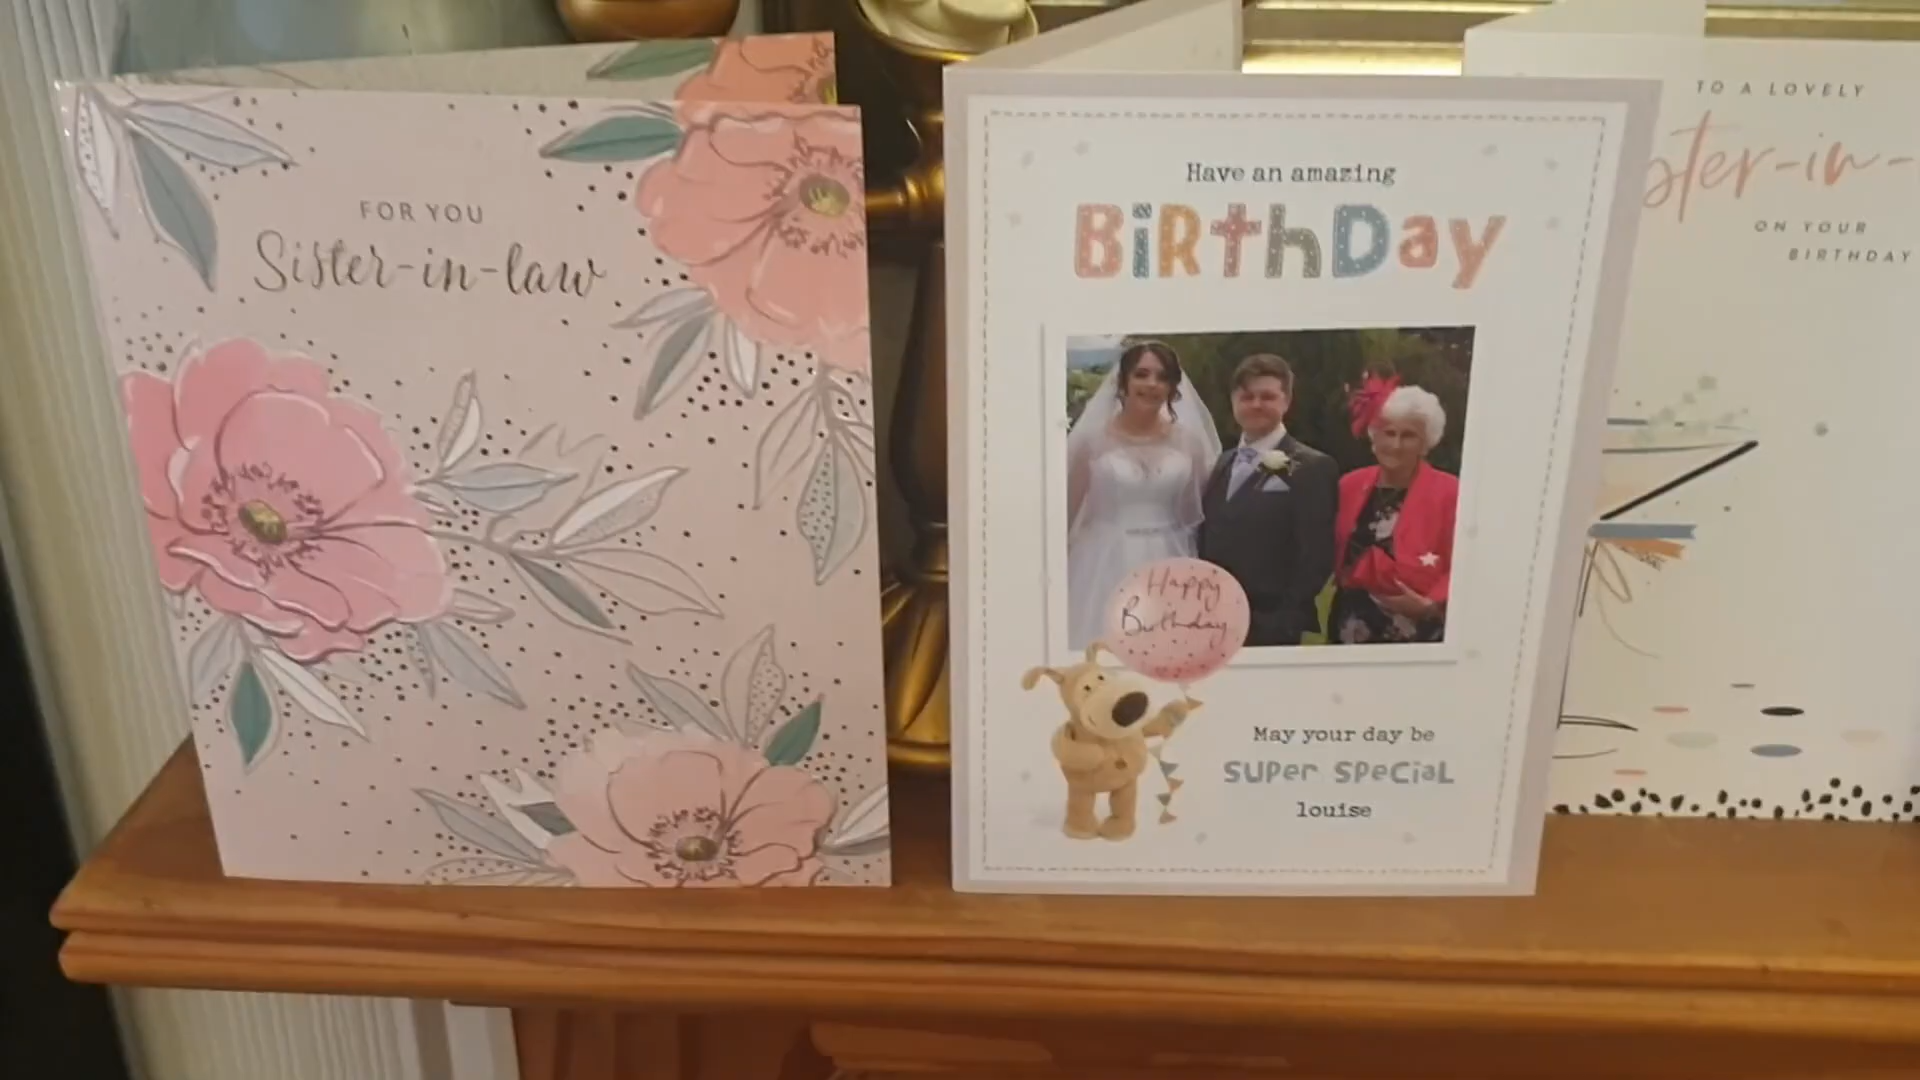 FOR YOU
Sister-in-law
Have an amazing
BiRthDay
Happy
Birthday
May your day be
SUPER SPECiAL
louise
TO A LOVELY
Sister-in-
ON YOUR
BIRTHDAY